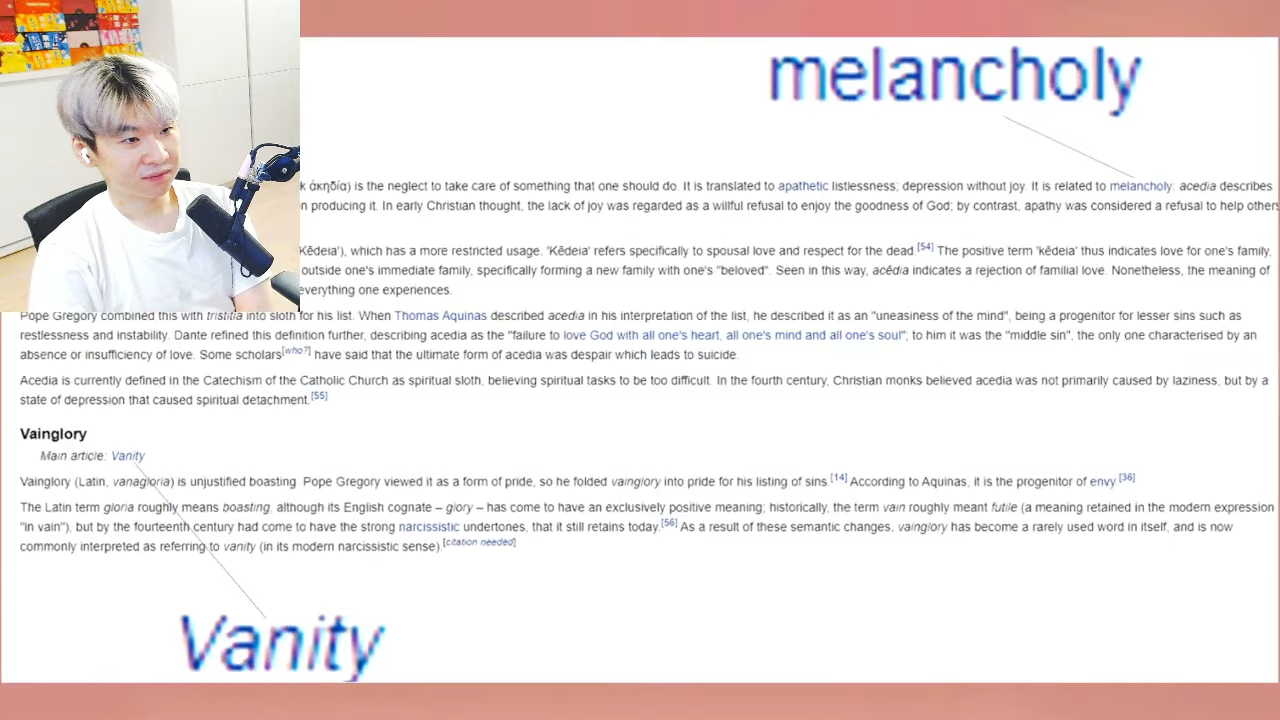 melancholy
k ἀκηδία) is the neglect to take care of something that one should do. It is translated to apathetic listlessness; depression without joy. It is related to melancholy. acedia describes
n producing it. In early Christian thought, the lack of joy was regarded as a willful refusal to enjoy the goodness of God; by contrast, apathy was considered a refusal to help others
Kēdeia'), which has a more restricted usage. 'Kēdeia' refers specifically to spousal love and respect for the dead.[54] The positive term 'kēdeia' thus indicates love for one's family,
outside one's immediate family, specifically forming a new family with one's "beloved". Seen in this way, acēdia indicates a rejection of familial love. Nonetheless, the meaning of
everything one experiences.
Pope Gregory combined this with tristitia into sloth for his list. When Thomas Aquinas described acedia in his interpretation of the list, he described it as an "uneasiness of the mind", being a progenitor for lesser sins such as
restlessness and instability. Dante refined this definition further, describing acedia as the "failure to love God with all one's heart, all one's mind and all one's soul"; to him it was the "middle sin", the only one characterised by an
absence or insufficiency of love. Some scholars[who?] have said that the ultimate form of acedia was despair which leads to suicide.
Acedia is currently defined in the Catechism of the Catholic Church as spiritual sloth, believing spiritual tasks to be too difficult. In the fourth century, Christian monks believed acedia was not primarily caused by laziness, but by a
state of depression that caused spiritual detachment.[55]
Vainglory
Main article: Vanity
Vainglory (Latin, vanagloria) is unjustified boasting. Pope Gregory viewed it as a form of pride, so he folded vainglory into pride for his listing of sins.[14] According to Aquinas, it is the progenitor of envy.[36]
The Latin term gloria roughly means boasting, although its English cognate – glory – has come to have an exclusively positive meaning; historically, the term vain roughly meant futile (a meaning retained in the modern expression
"in vain"), but by the fourteenth century had come to have the strong narcissistic undertones, that it still retains today.[56] As a result of these semantic changes, vainglory has become a rarely used word in itself, and is now
commonly interpreted as referring to vanity (in its modern narcissistic sense).[citation needed]
Vanity